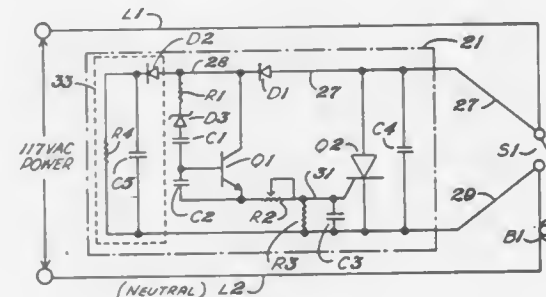 L1
D2
28
21
33
R1
D1
27
D3
27
R4
C1
Q2
C4
S1
117VAC
POWER
C5
Q1
31
C2
R2
29
B1
R3
C3
(NEUTRAL) L2